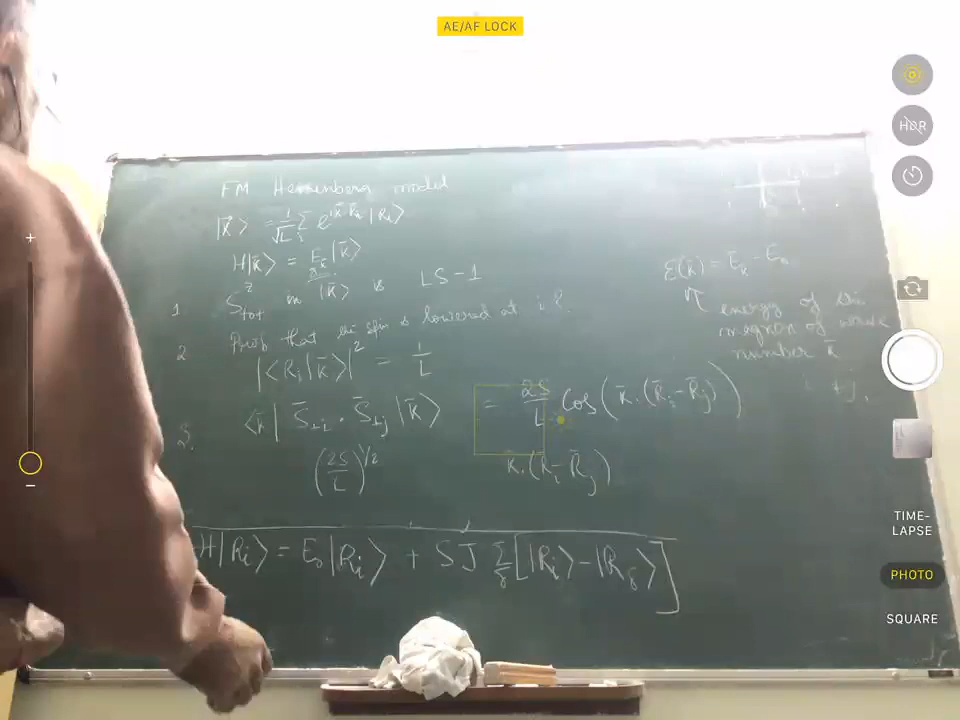 AE/AF LOCK
HDR
FM Heisenberg model
|k̄> = 1/√L Σ_i e^{ik̄·R̄_i} |R_i>
H|k̄> = E_k |k̄>
1 S^z_tot in |k̄> is LS-1
2 Prob that the spin is lowered at i is.
|<R_i|k̄>|² = 1/L
3. <k̄| S̄_⊥i · S̄_⊥j |k̄> = 2S/L cos(k̄·(R̄_i-R̄_j)) i≠j,
(2S/L)^{1/2} k̄·(R̄_i-R̄_j)
H|R_i> = E_0|R_i> + SJ Σ_δ [|R_i> - |R_δ>]
ε(k̄) = E_k - E_0
energy of the
magnon of wave
number k̄
TIME-
LAPSE
PHOTO
SQUARE